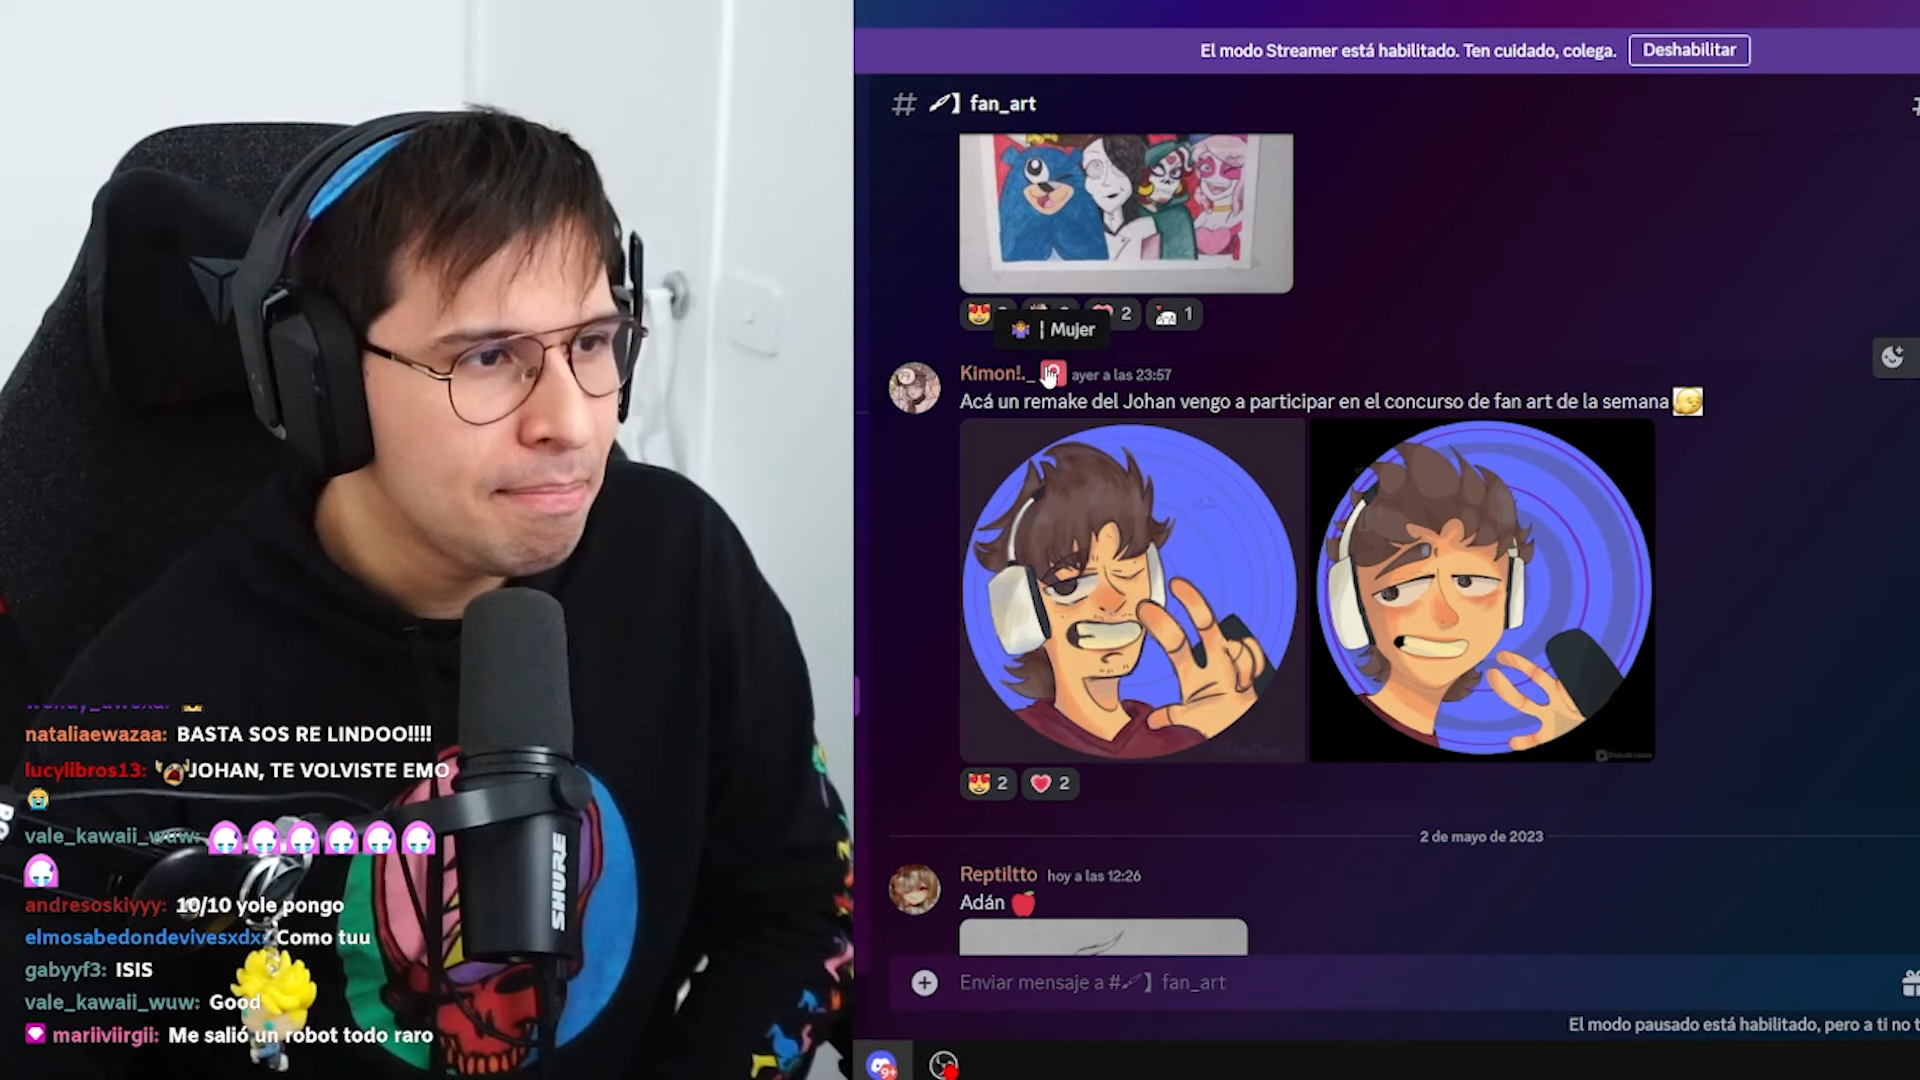 El modo Streamer está habilitado. Ten cuidado, colega.
Deshabilitar
# fan_art
2
1
| Mujer
Kimon!._ ayer a las 23:57
Acá un remake del Johan vengo a participar en el concurso de fan art de la semana
2
2
2 de mayo de 2023
Reptiltto hoy a las 12:26
Adán
Enviar mensaje a # fan_art
El modo pausado está habilitado, pero a ti no
9+
nataliaewazaa: BASTA SOS RE LINDOO!!!!
lucylibros13: JOHAN, TE VOLVISTE EMO
vale_kawaii_wuw:
andresoskiyyy: 10/10 yole pongo
elmosabedondevivesxdx: Como tuu
gabyyf3: ISIS
vale_kawaii_wuw: Good
mariiviirgii: Me salió un robot todo raro
SHURE